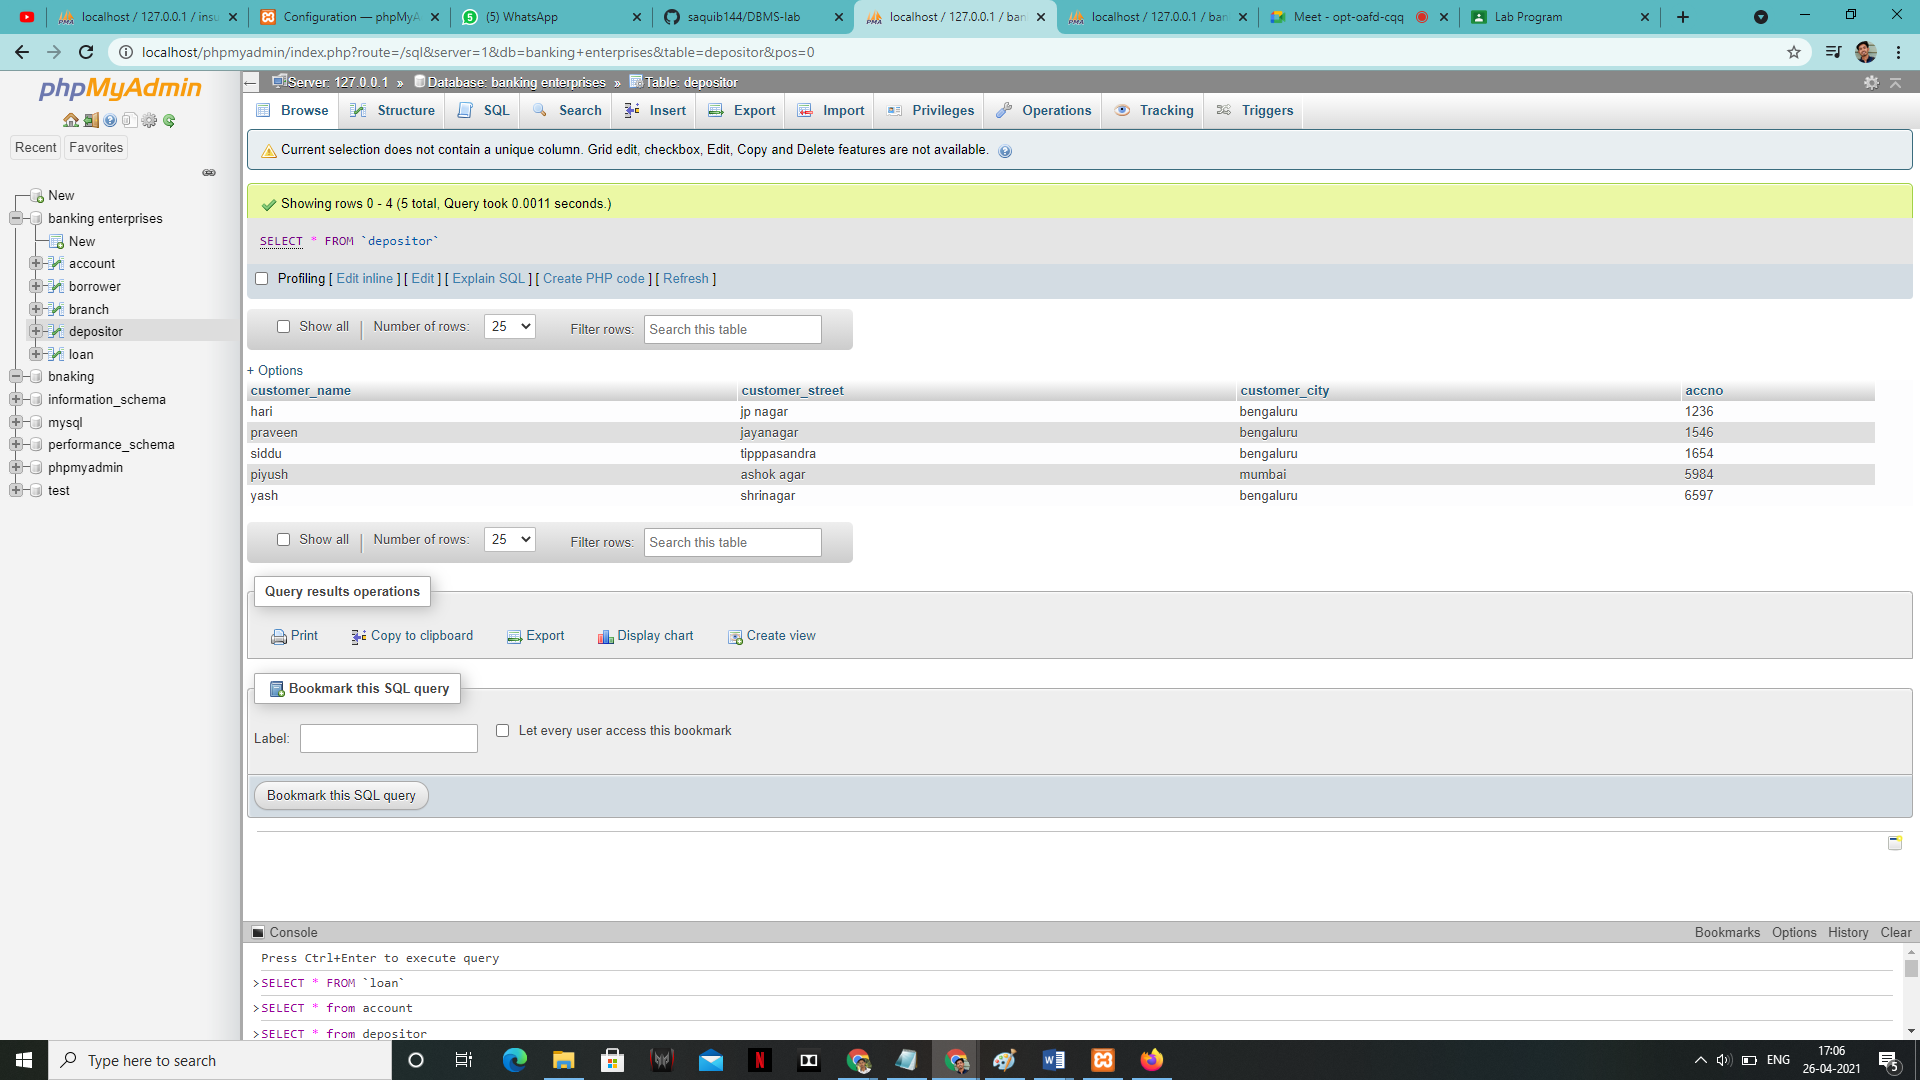 localhost / 127.0.0.1 / insu
Configuration — phpMyA
(5) WhatsApp
saquib144/DBMS-lab
localhost / 127.0.0.1 / ban
localhost / 127.0.0.1 / ban
Meet - opt-oafd-cqq
Lab Program
localhost/phpmyadmin/index.php?route=/sql&server=1&db=banking+enterprises&table=depositor&pos=0
phpMyAdmin
Recent Favorites
New
banking enterprises
New
account
borrower
branch
depositor
loan
bnaking
information_schema
mysql
performance_schema
phpmyadmin
test
Server: 127.0.0.1 » Database: banking enterprises » Table: depositor
Browse Structure SQL Search Insert Export Import Privileges Operations Tracking Triggers
Current selection does not contain a unique column. Grid edit, checkbox, Edit, Copy and Delete features are not available.
Showing rows 0 - 4 (5 total, Query took 0.0011 seconds.)
SELECT * FROM `depositor`
Profiling [ Edit inline ] [ Edit ] [ Explain SQL ] [ Create PHP code ] [ Refresh ]
Show all | Number of rows: 25 Filter rows: Search this table
+ Options
customer_name customer_street customer_city accno
hari jp nagar bengaluru 1236
praveen jayanagar bengaluru 1546
siddu tipppasandra bengaluru 1654
piyush ashok agar mumbai 5984
yash shrinagar bengaluru 6597
Show all | Number of rows: 25 Filter rows: Search this table
Query results operations
Print Copy to clipboard Export Display chart Create view
Bookmark this SQL query
Label: Let every user access this bookmark
Bookmark this SQL query
Console Bookmarks Options History Clear
Press Ctrl+Enter to execute query
>SELECT * FROM `loan`
>SELECT * from account
>SELECT * from depositor
Type here to search
ENG
17:06
26-04-2021
5